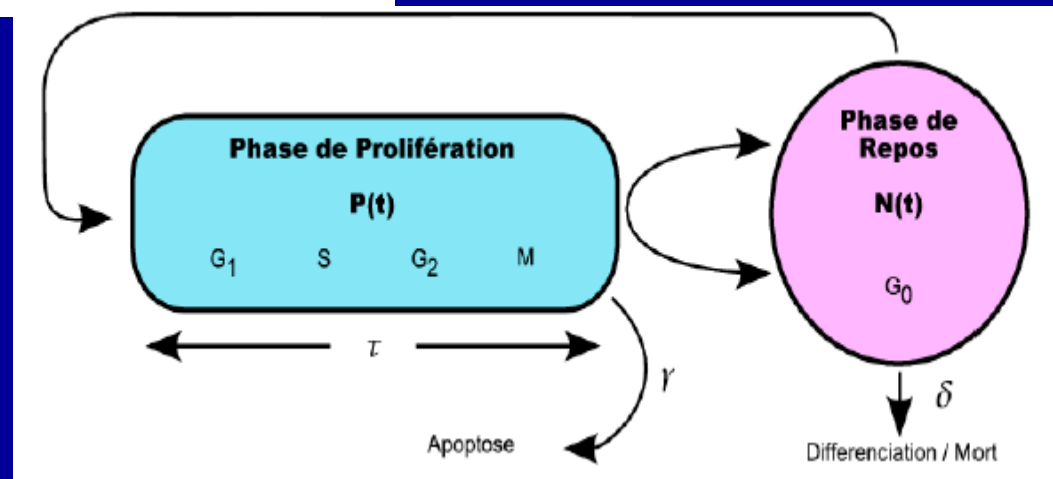 Phase de Prolifération
P(t)
G1 S G2 M
τ
Apoptose
γ
Phase de
Repos
N(t)
G0
δ
Differenciation / Mort